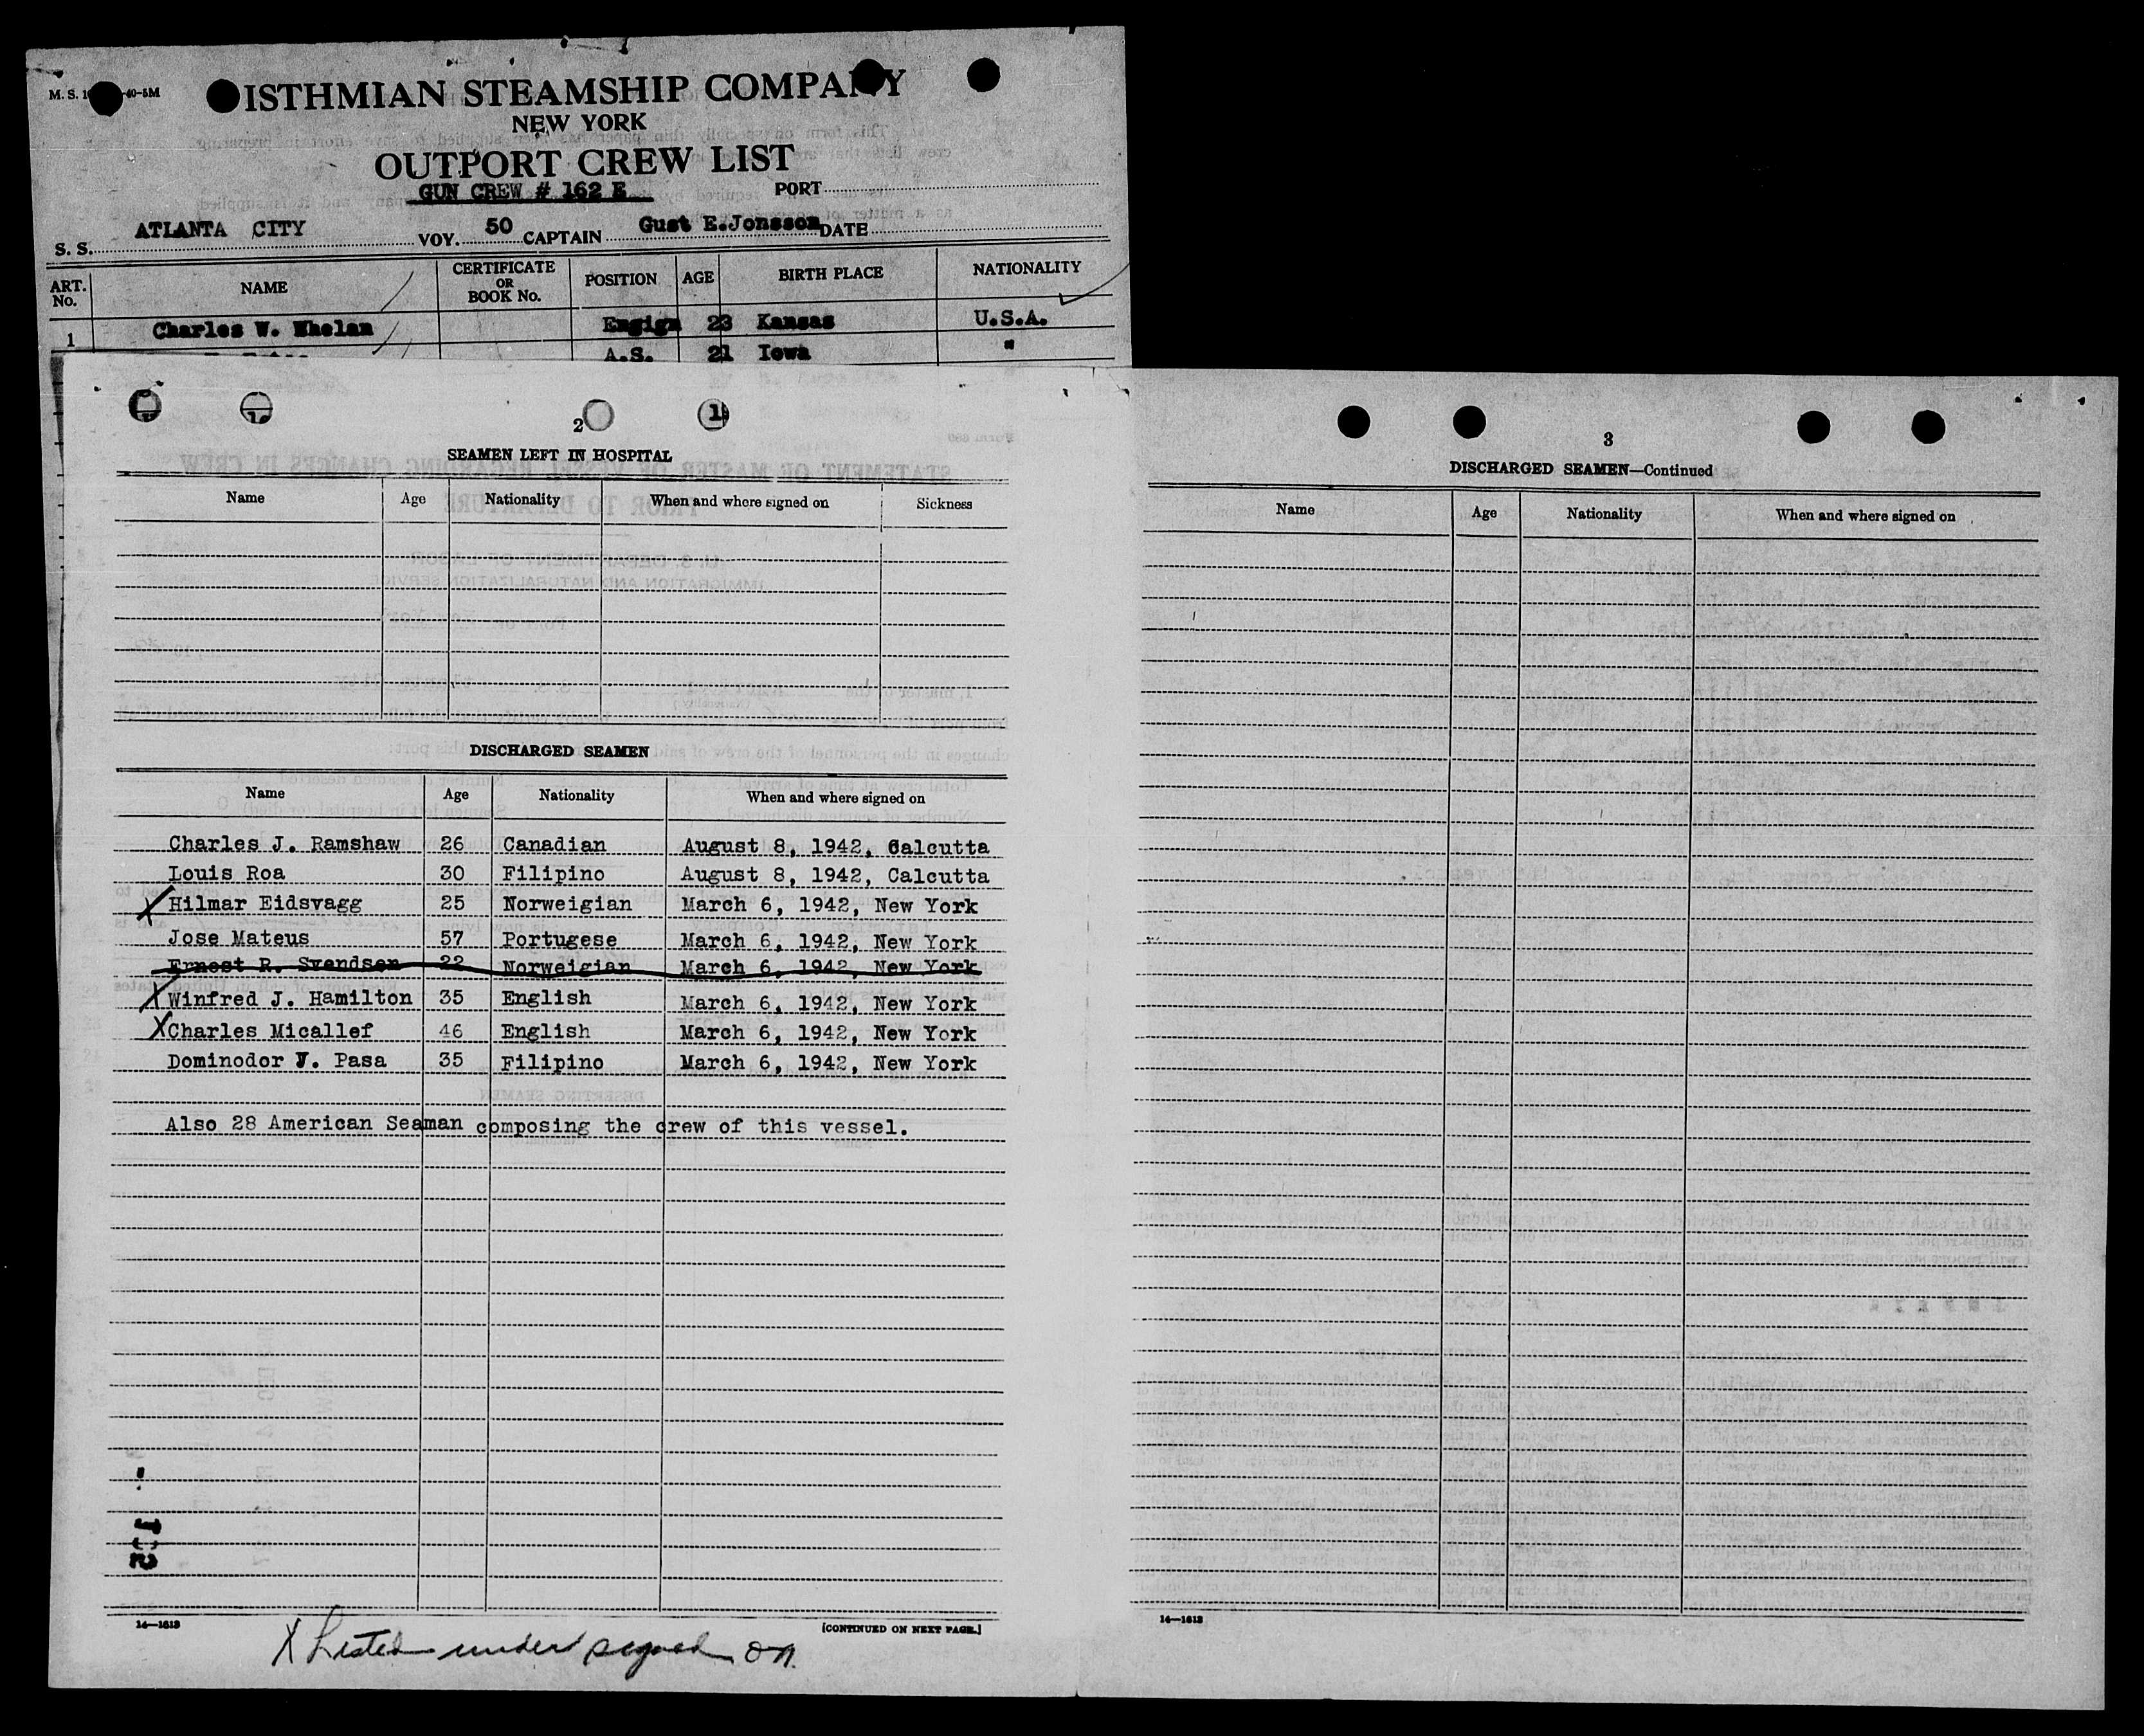 M. S. 1 40-5M
ISTHMIAN STEAMSHIP COMPANY
NEW YORK
OUTPORT CREW LIST
GUN CREW # 162 E PORT
S. S. ATLANTA CITY VOY. 50 CAPTAIN Gust E.Jonsson DATE
ART. No. NAME CERTIFICATE OR BOOK No. POSITION AGE BIRTH PLACE NATIONALITY
1 Charles W. Whelan Ensign 23 Kansas U.S.A.
A.S. 21 Iowa "
2
SEAMEN LEFT IN HOSPITAL
Name Age Nationality When and where signed on Sickness
DISCHARGED SEAMEN
Name Age Nationality When and where signed on
Charles J. Ramshaw 26 Canadian August 8, 1942, Calcutta
Louis Roa 30 Filipino August 8, 1942, Calcutta
X Hilmar Eidsvagg 25 Norweigian March 6, 1942, New York
Jose Mateus 57 Portugese March 6, 1942, New York
Ernest R. Svendsen 22 Norweigian March 6, 1942, New York
X Winfred J. Hamilton 35 English March 6, 1942, New York
X Charles Micallef 46 English March 6, 1942, New York
Dominodor V. Pasa 35 Filipino March 6, 1942, New York
Also 28 American Seaman composing the crew of this vessel.
14—1613
[CONTINUED ON NEXT PAGE.]
X Listed under signed on.
3
DISCHARGED SEAMEN—Continued
Name Age Nationality When and where signed on
14—1613